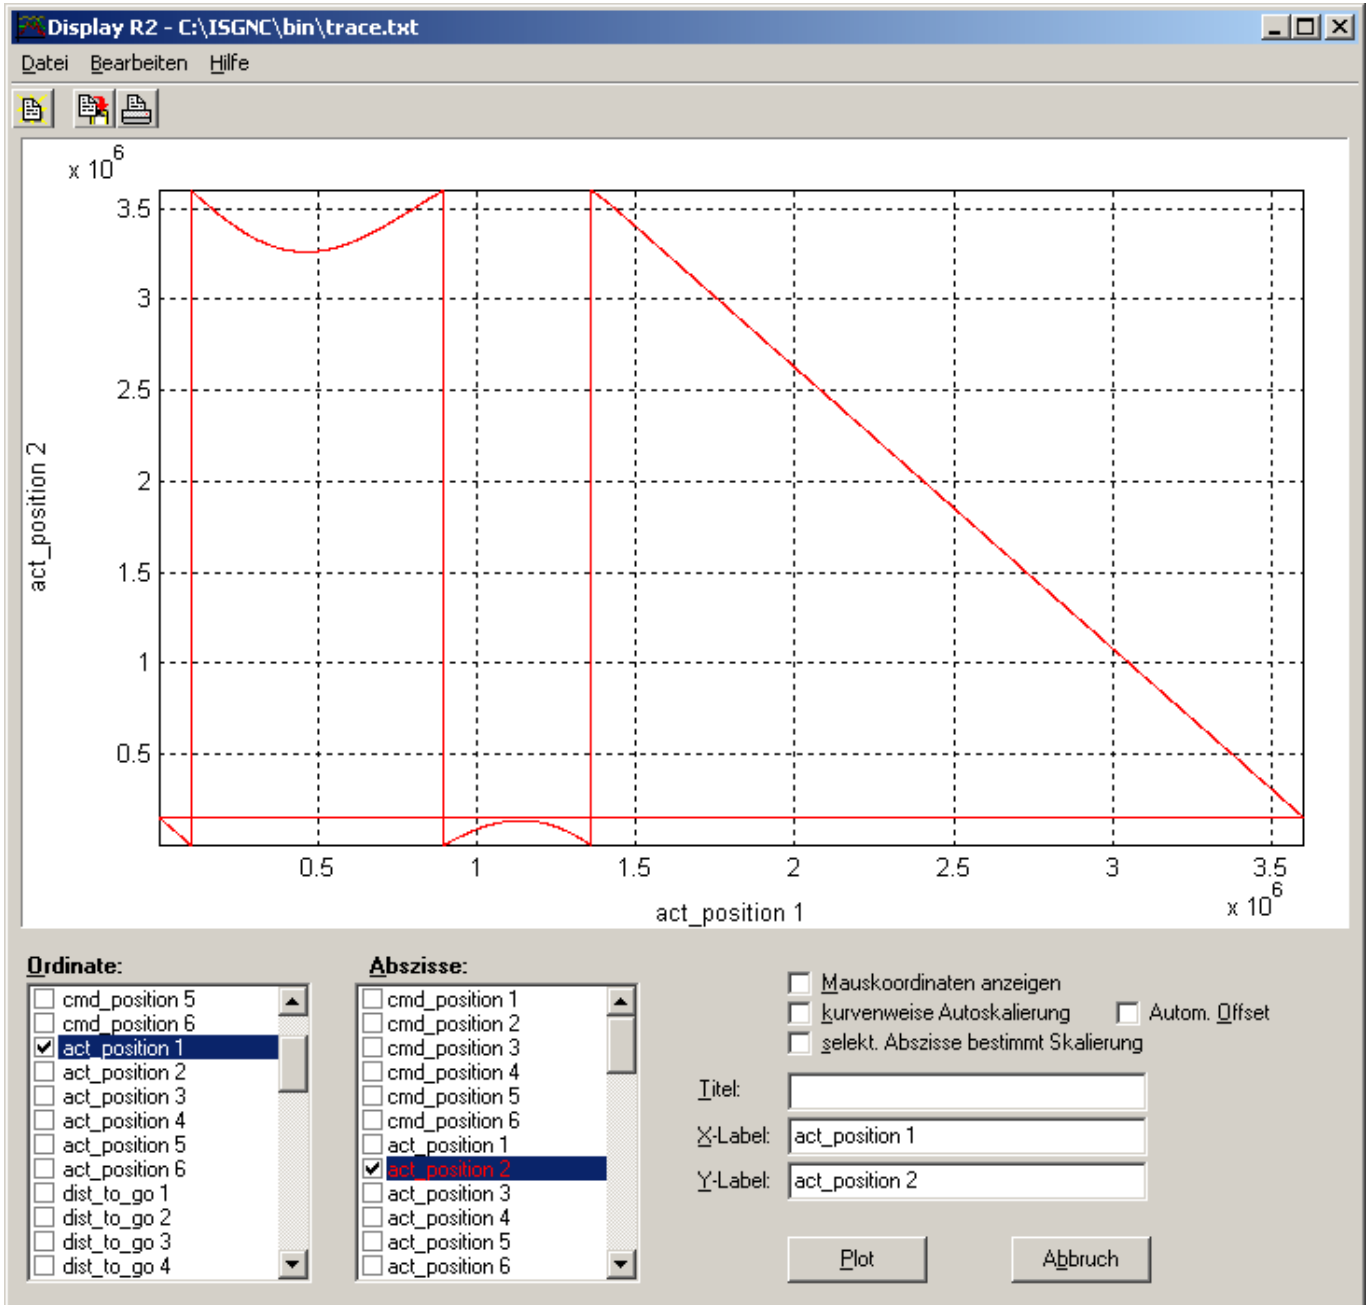 Display R2 - C:\ISGNC\bin\trace.txt
Datei Bearbeiten Hilfe
x 10^6
3.5
3
2.5
2
1.5
1
0.5
act_position 2
0.5 1 1.5 2 2.5 3 3.5
x 10^6
act_position 1
Ordinate:
cmd_position 5
cmd_position 6
act_position 1
act_position 2
act_position 3
act_position 4
act_position 5
act_position 6
dist_to_go 1
dist_to_go 2
dist_to_go 3
dist_to_go 4
Abszisse:
cmd_position 1
cmd_position 2
cmd_position 3
cmd_position 4
cmd_position 5
cmd_position 6
act_position 1
act_position 2
act_position 3
act_position 4
act_position 5
act_position 6
Mauskoordinaten anzeigen
kurvenweise Autoskalierung Autom. Offset
selekt. Abszisse bestimmt Skalierung
Titel:
X-Label: act_position 1
Y-Label: act_position 2
Plot Abbruch